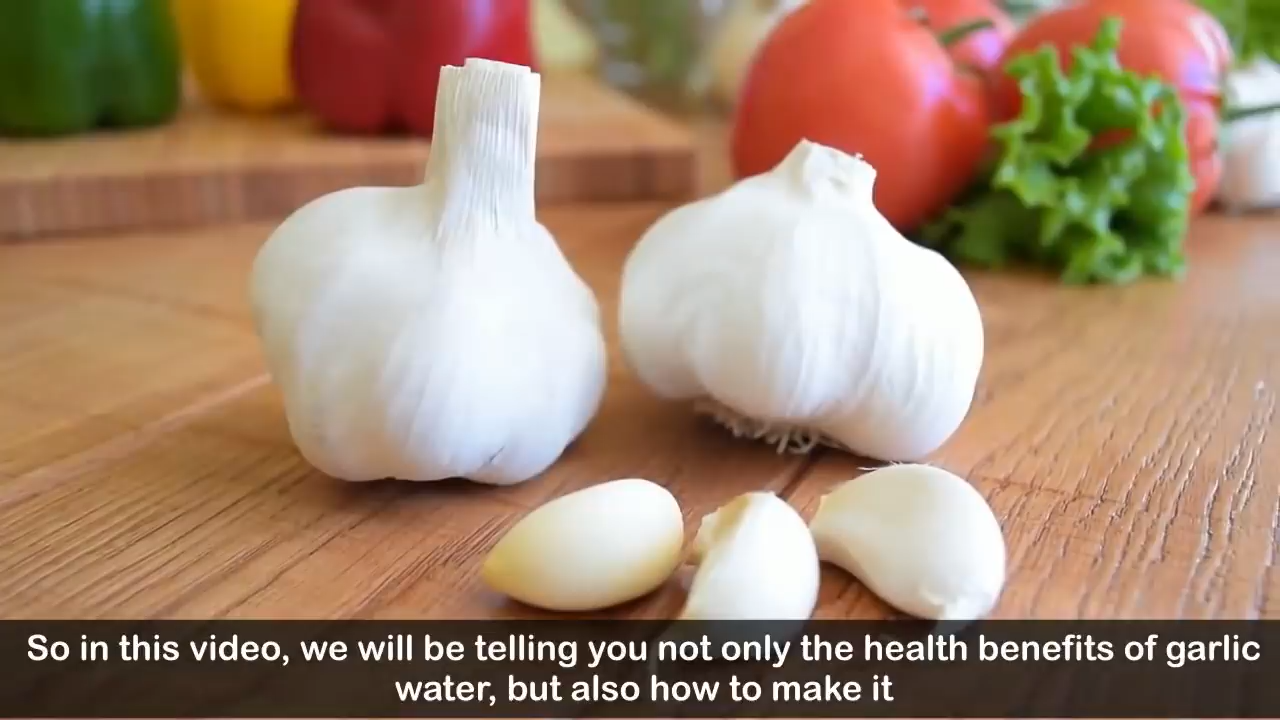 So in this video, we will be telling you not only the health benefits of garlic
water, but also how to make it